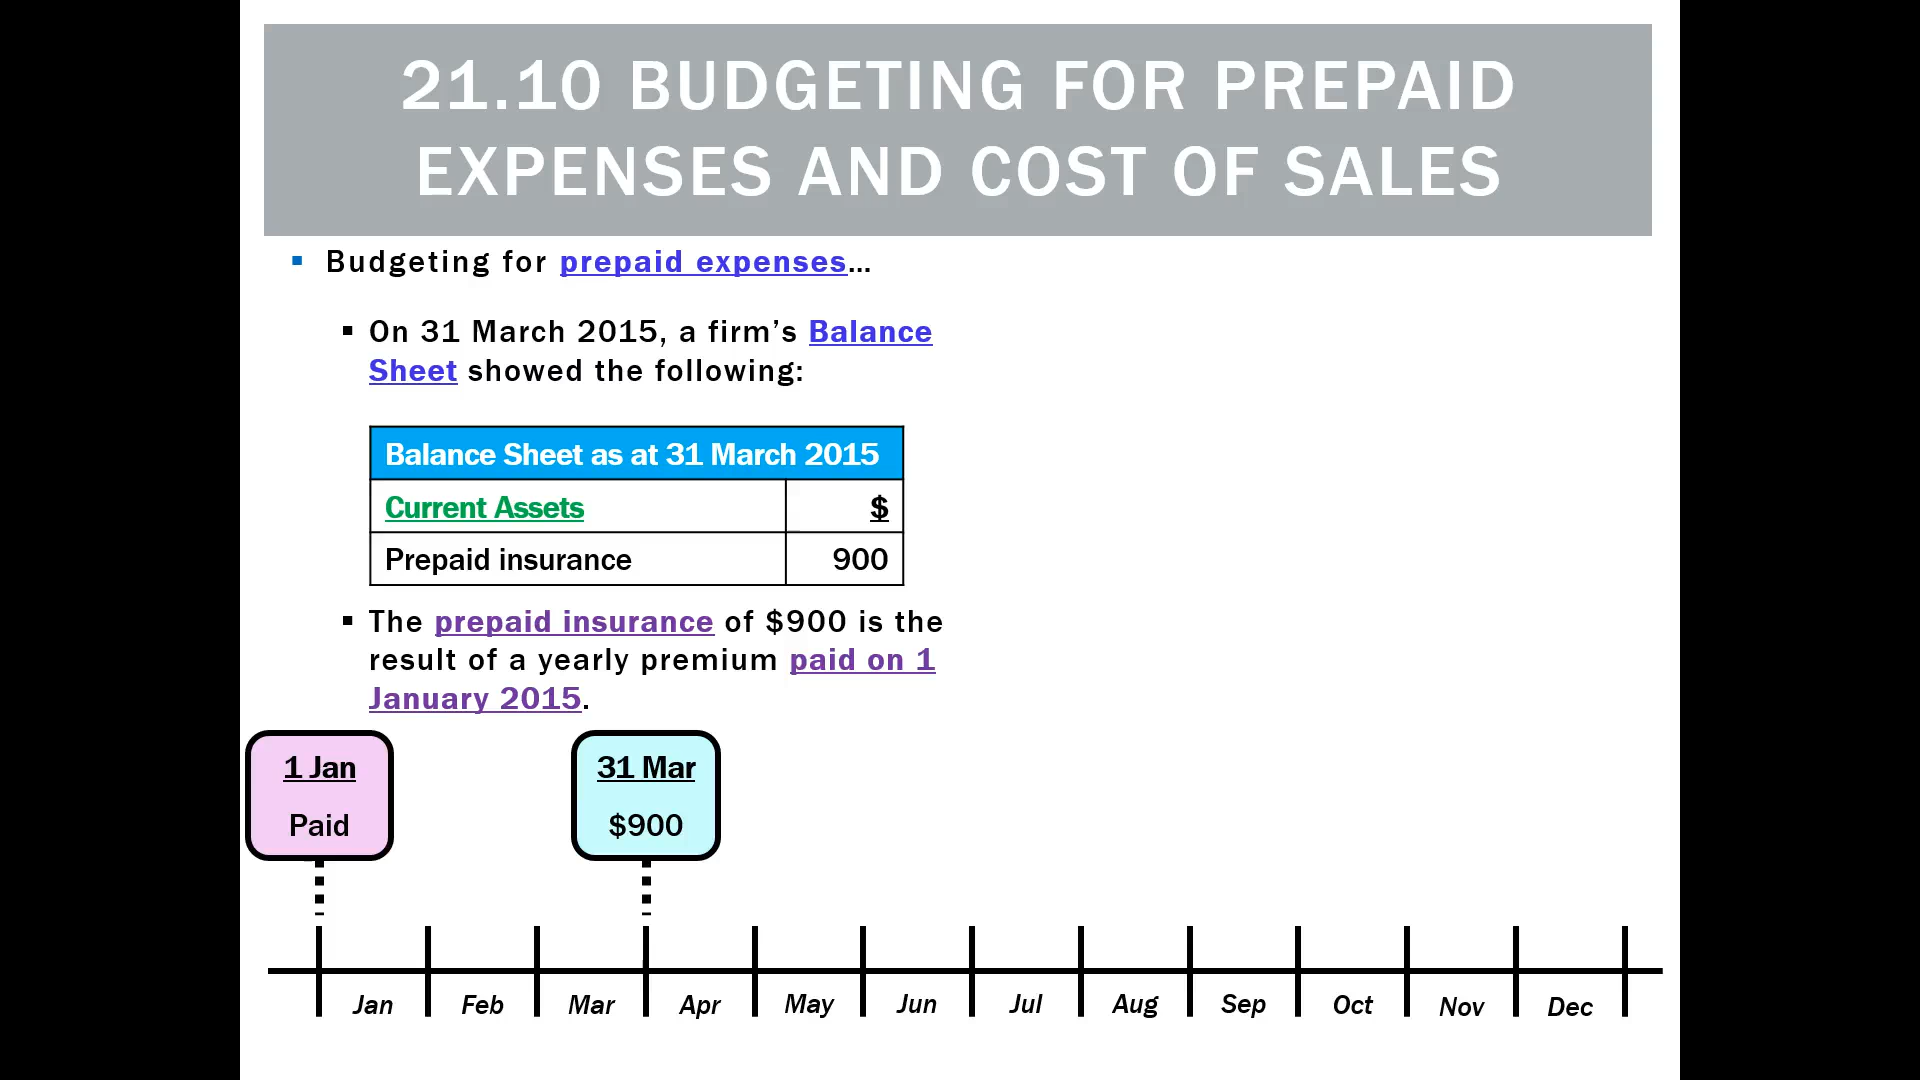 21.10 BUDGETING FOR PREPAID
EXPENSES AND COST OF SALES
▪ Budgeting for prepaid expenses…
▪ On 31 March 2015, a firm’s Balance
Sheet showed the following:
Balance Sheet as at 31 March 2015
Current Assets $
Prepaid insurance 900
▪ The prepaid insurance of $900 is the
result of a yearly premium paid on 1
January 2015.
1 Jan
Paid
31 Mar
$900
Jan Feb Mar Apr May Jun Jul Aug Sep Oct Nov Dec